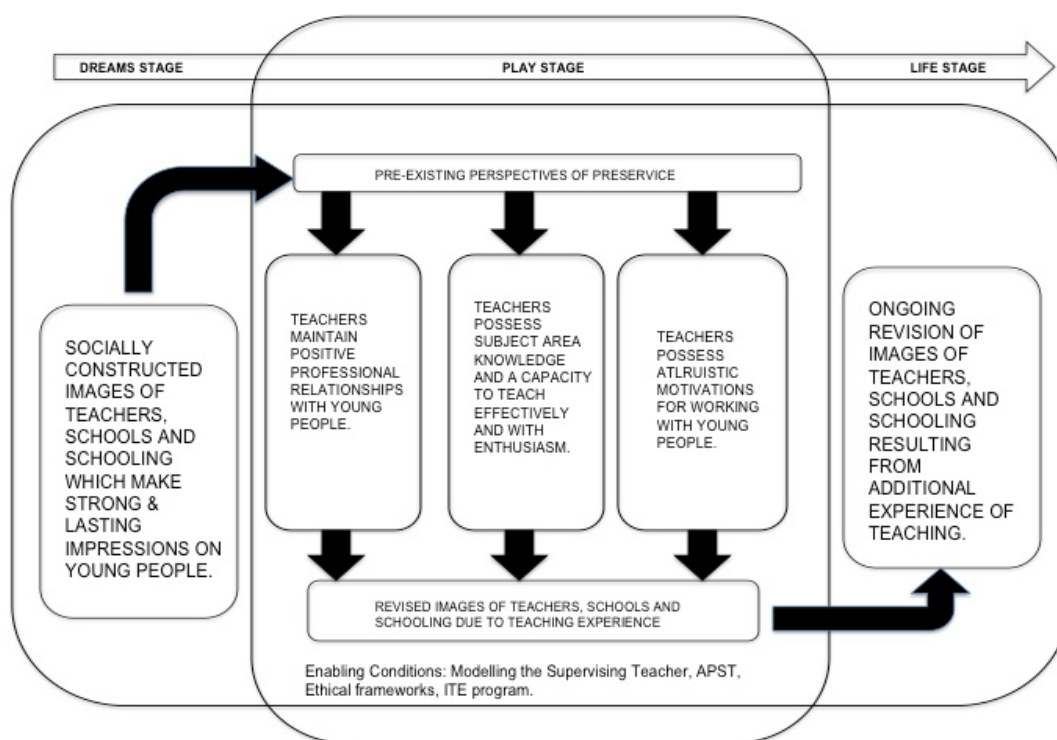 DREAMS STAGE
PLAY STAGE
LIFE STAGE
PRE-EXISTING PERSPECTIVES OF PRESERVICE
SOCIALLY
CONSTRUCTED
IMAGES OF
TEACHERS,
SCHOOLS AND
SCHOOLING
WHICH MAKE
STRONG &
LASTING
IMPRESSIONS ON
YOUNG PEOPLE.
TEACHERS
MAINTAIN
POSITIVE
PROFESSIONAL
RELATIONSHIPS
WITH YOUNG
PEOPLE.
TEACHERS
POSSESS
SUBJECT AREA
KNOWLEDGE
AND A CAPACITY
TO TEACH
EFFECTIVELY
AND WITH
ENTHUSIASM.
TEACHERS
POSSESS
ATLRUISTIC
MOTIVATIONS
FOR WORKING
WITH YOUNG
PEOPLE.
ONGOING
REVISION OF
IMAGES OF
TEACHERS,
SCHOOLS AND
SCHOOLING
RESULTING
FROM
ADDITIONAL
EXPERIENCE OF
TEACHING.
REVISED IMAGES OF TEACHERS, SCHOOLS AND
SCHOOLING DUE TO TEACHING EXPERIENCE
Enabling Conditions: Modelling the Supervising Teacher, APST,
Ethical frameworks, ITE program.